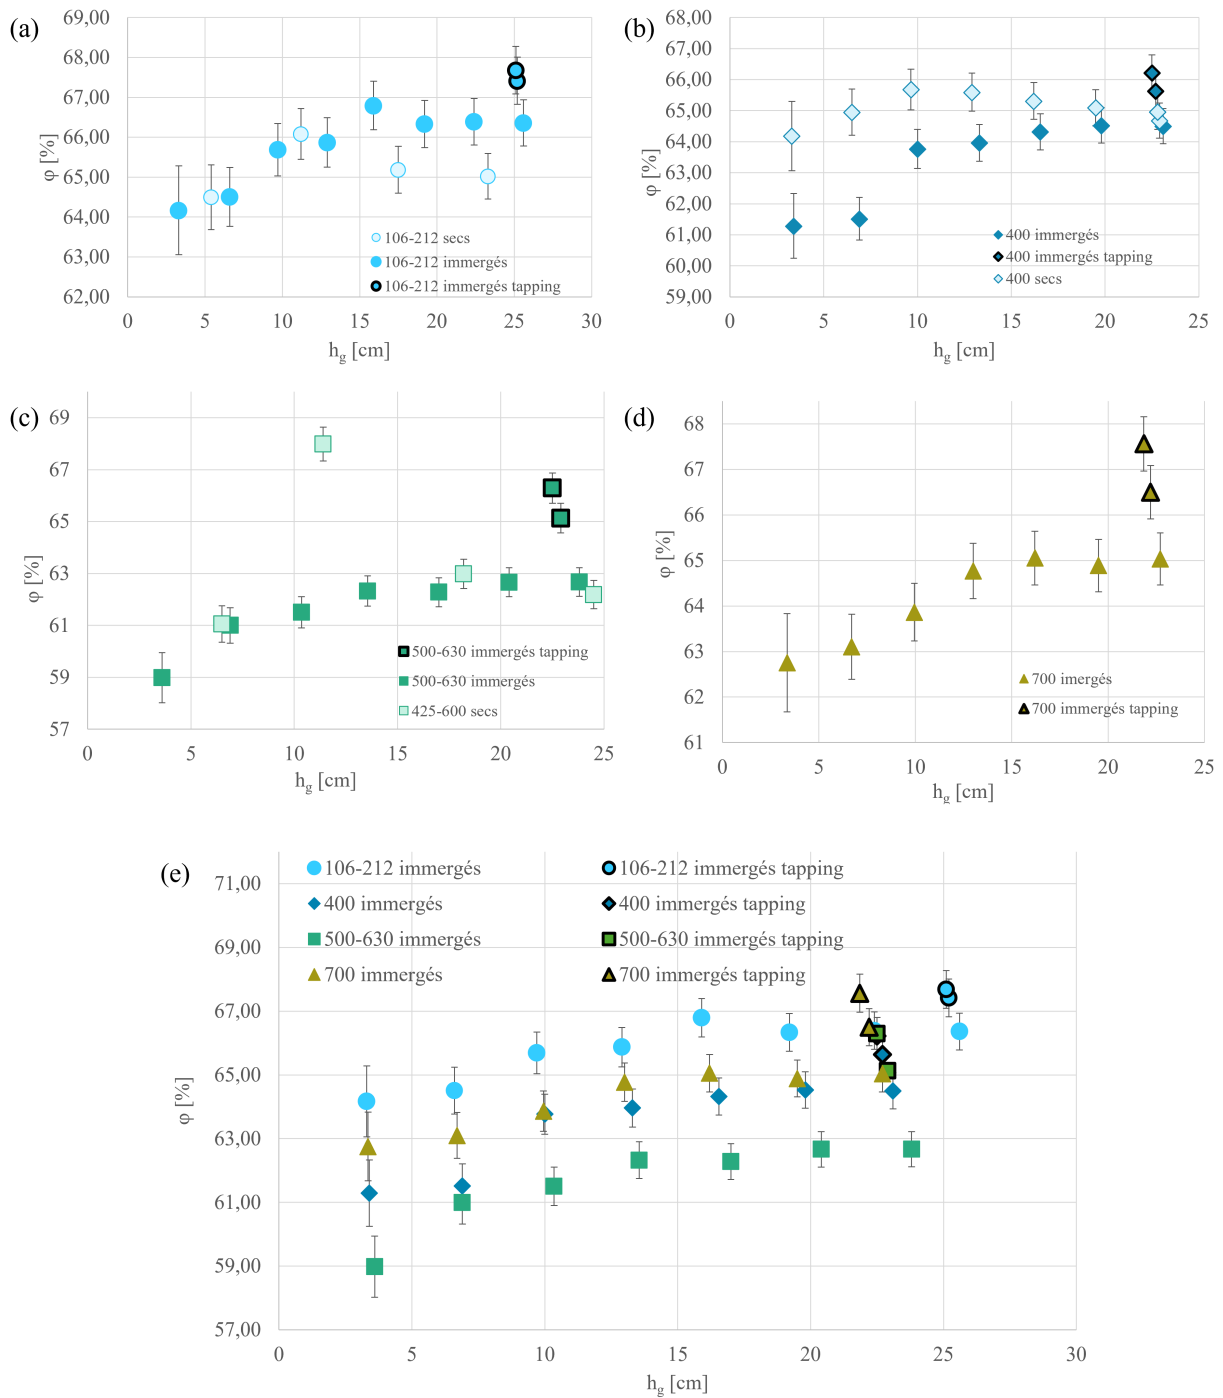 (a)
69,00
68,00
67,00
66,00
65,00
64,00
63,00
62,00
φ [%]
106-212 secs
106-212 immergés
106-212 immergés tapping
0 5 10 15 20 25 30
hg [cm]
(b)
68,00
67,00
66,00
65,00
64,00
63,00
62,00
61,00
60,00
59,00
φ [%]
400 immergés
400 immergés tapping
400 secs
0 5 10 15 20 25
hg [cm]
(c)
69
67
65
63
61
59
57
φ [%]
500-630 immergés tapping
500-630 immergés
425-600 secs
0 5 10 15 20 25
hg [cm]
(d)
68
67
66
65
64
63
62
61
φ [%]
700 imergés
700 immergés tapping
0 5 10 15 20 25
hg [cm]
(e)
106-212 immergés 106-212 immergés tapping
400 immergés 400 immergés tapping
500-630 immergés 500-630 immergés tapping
700 immergés 700 immergés tapping
71,00
69,00
67,00
65,00
63,00
61,00
59,00
57,00
φ [%]
0 5 10 15 20 25 30
hg [cm]